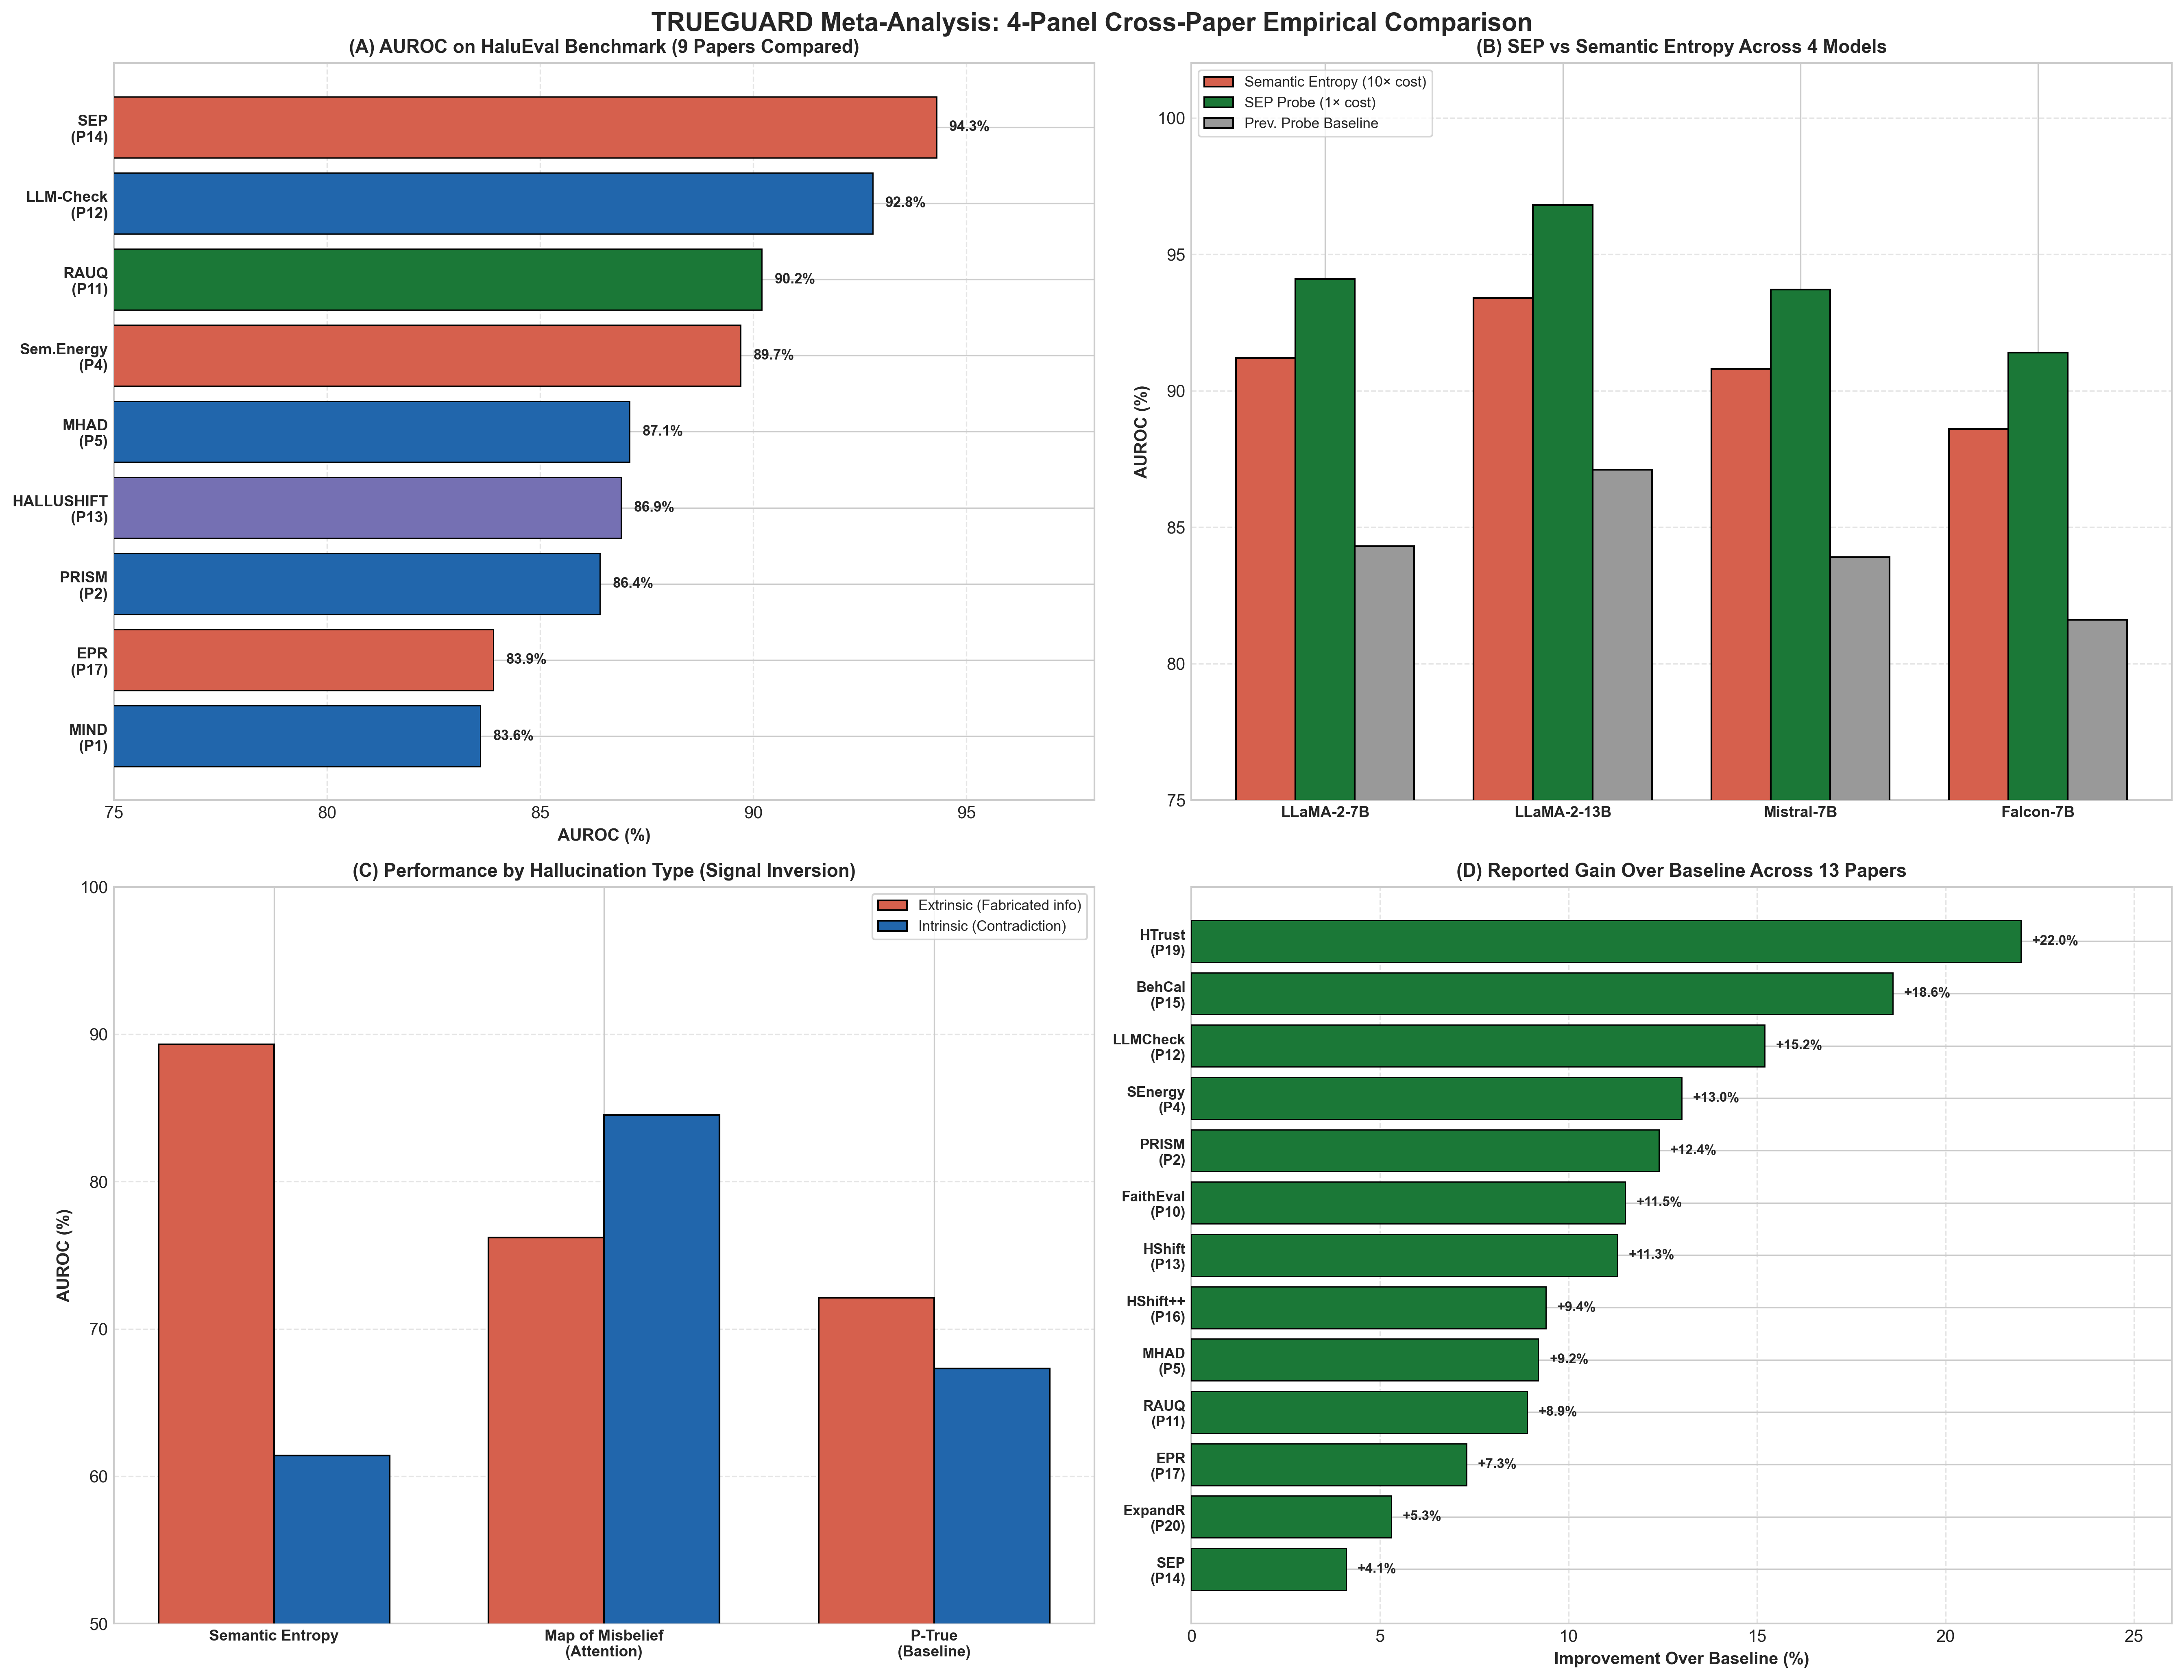 TRUEGUARD Meta-Analysis: 4-Panel Cross-Paper Empirical Comparison
(A) AUROC on HaluEval Benchmark (9 Papers Compared)
SEP
(P14)
94.3%
LLM-Check
(P12)
92.8%
RAUQ
(P11)
90.2%
Sem.Energy
(P4)
89.7%
MHAD
(P5)
87.1%
HALLUSHIFT
(P13)
86.9%
PRISM
(P2)
86.4%
EPR
(P17)
83.9%
MIND
(P1)
83.6%
75 80 85 90 95
AUROC (%)
(B) SEP vs Semantic Entropy Across 4 Models
Semantic Entropy (10× cost)
SEP Probe (1× cost)
Prev. Probe Baseline
100
95
90
85
80
75
AUROC (%)
LLaMA-2-7B LLaMA-2-13B Mistral-7B Falcon-7B
(C) Performance by Hallucination Type (Signal Inversion)
Extrinsic (Fabricated info)
Intrinsic (Contradiction)
100
90
80
70
60
50
AUROC (%)
Semantic Entropy
Map of Misbelief
(Attention)
P-True
(Baseline)
(D) Reported Gain Over Baseline Across 13 Papers
HTrust
(P19)
+22.0%
BehCal
(P15)
+18.6%
LLMCheck
(P12)
+15.2%
SEnergy
(P4)
+13.0%
PRISM
(P2)
+12.4%
FaithEval
(P10)
+11.5%
HShift
(P13)
+11.3%
HShift++
(P16)
+9.4%
MHAD
(P5)
+9.2%
RAUQ
(P11)
+8.9%
EPR
(P17)
+7.3%
ExpandR
(P20)
+5.3%
SEP
(P14)
+4.1%
0 5 10 15 20 25
Improvement Over Baseline (%)